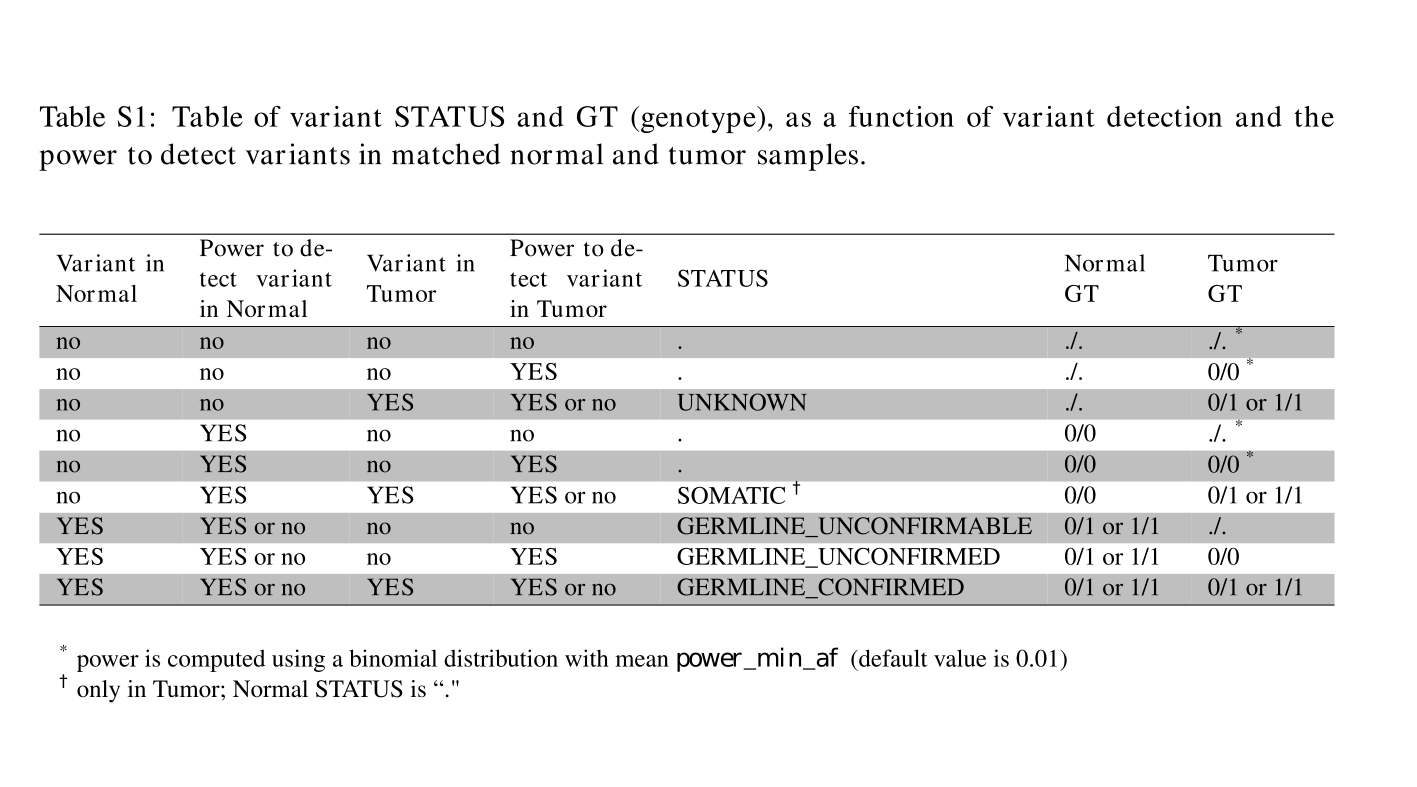 Table S1: Table of variant STATUS and GT (genotype), as a function of variant detection and the
power to detect variants in matched normal and tumor samples.
Variant in Normal Power to de-tect variant in Normal Variant in Tumor Power to de-tect variant in Tumor STATUS Normal GT Tumor GT
no no no no . ./. ./. *
no no no YES . ./. 0/0 *
no no YES YES or no UNKNOWN ./. 0/1 or 1/1
no YES no no . 0/0 ./. *
no YES no YES . 0/0 0/0 *
no YES YES YES or no SOMATIC † 0/0 0/1 or 1/1
YES YES or no no no GERMLINE_UNCONFIRMABLE 0/1 or 1/1 ./.
YES YES or no no YES GERMLINE_UNCONFIRMED 0/1 or 1/1 0/0
YES YES or no YES YES or no GERMLINE_CONFIRMED 0/1 or 1/1 0/1 or 1/1
* power is computed using a binomial distribution with mean power_min_af (default value is 0.01)
† only in Tumor; Normal STATUS is “."